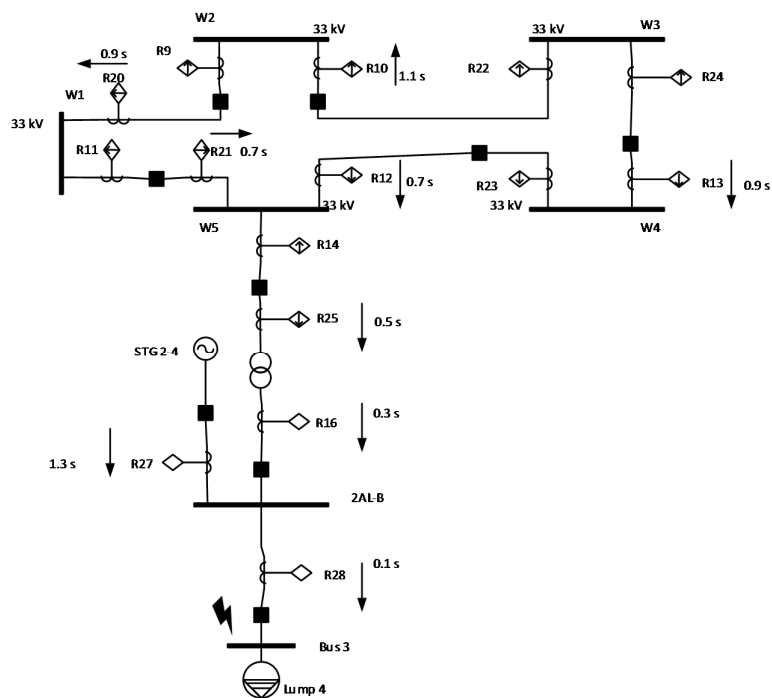 W2
33 kV
33 kV
W3
R9
R10
1.1 s
R22
R24
0.9 s
R20
W1
33 kV
R11
R21
0.7 s
R12
0.7 s
R23
R13
0.9 s
33 kV
33 kV
W5
W4
R14
R25
0.5 s
STG 2-4
R16
0.3 s
1.3 s
R27
2AL-B
R28
0.1 s
Bus 3
Lump 4